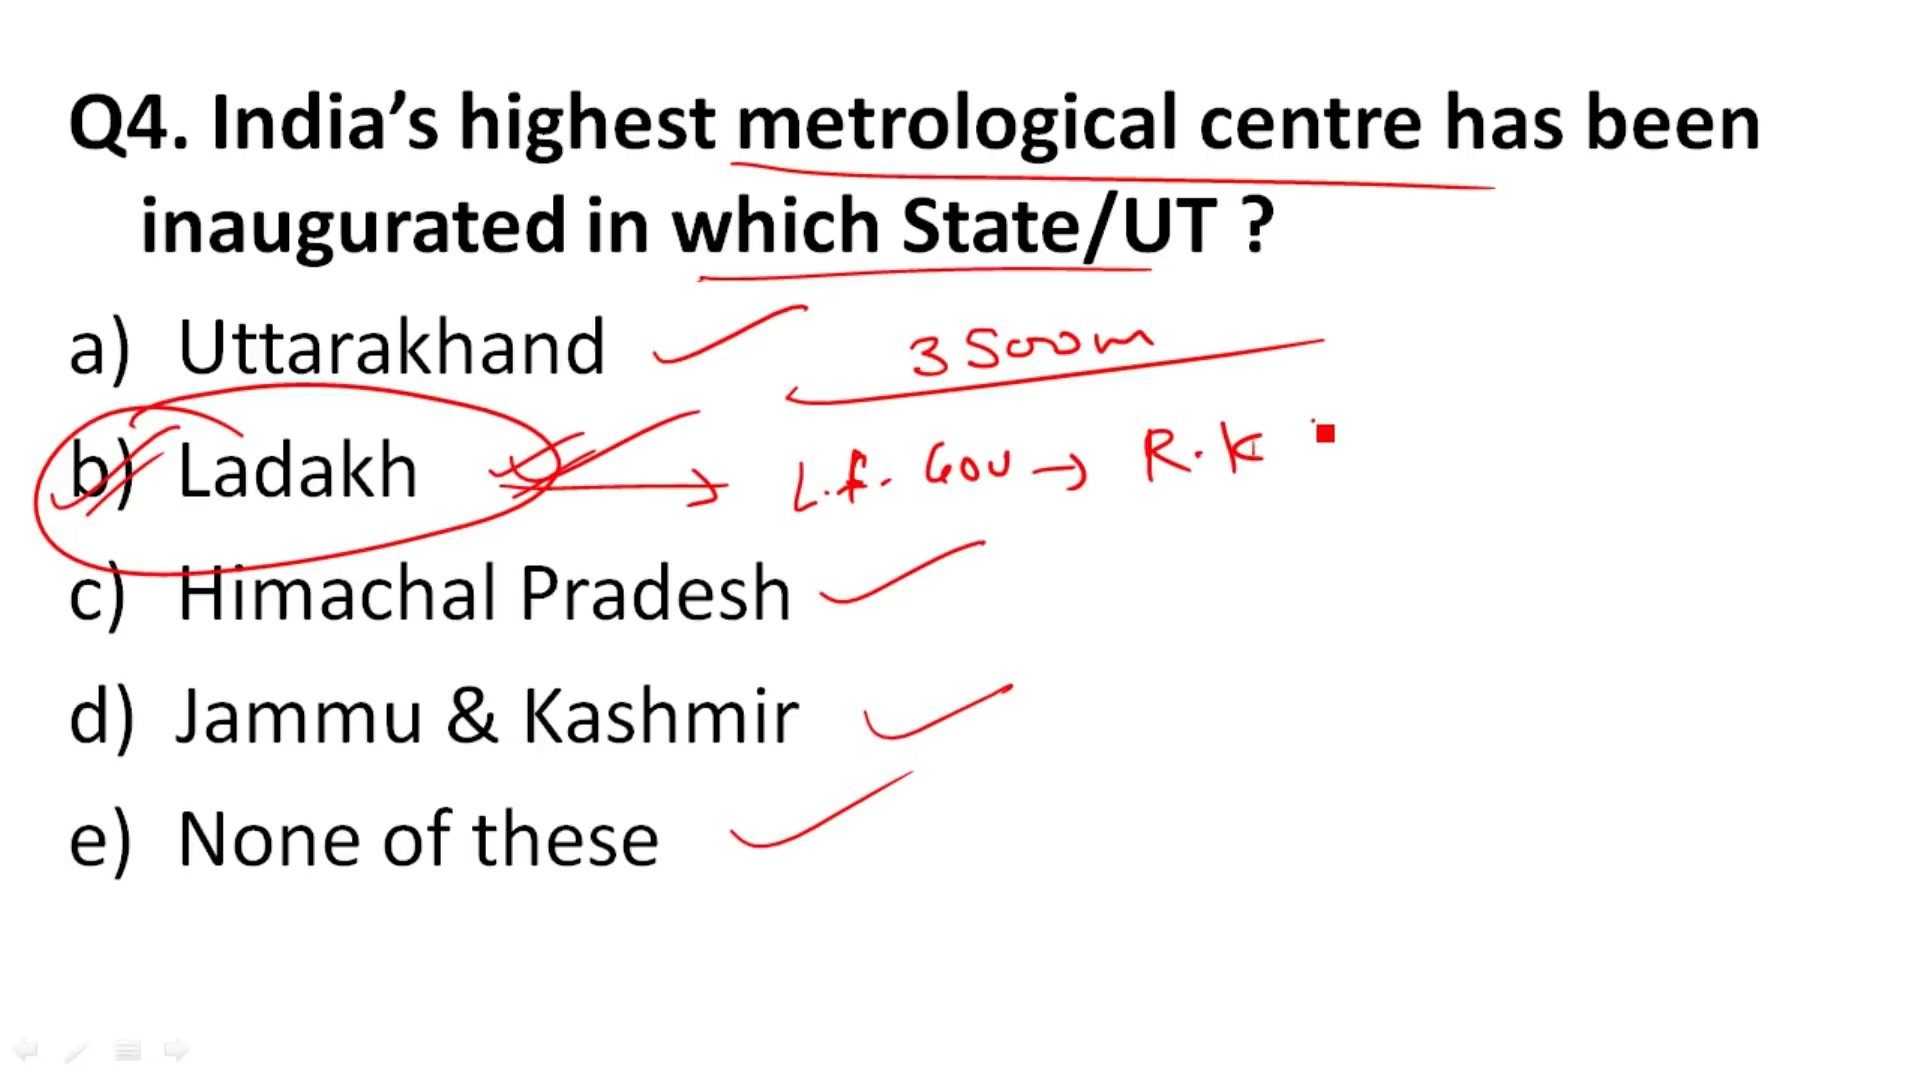 Q4. India’s highest metrological centre has been
inaugurated in which State/UT ?
a) Uttarakhand
3500m
b) Ladakh
L.f. Gov → R.K
c) Himachal Pradesh
d) Jammu & Kashmir
e) None of these